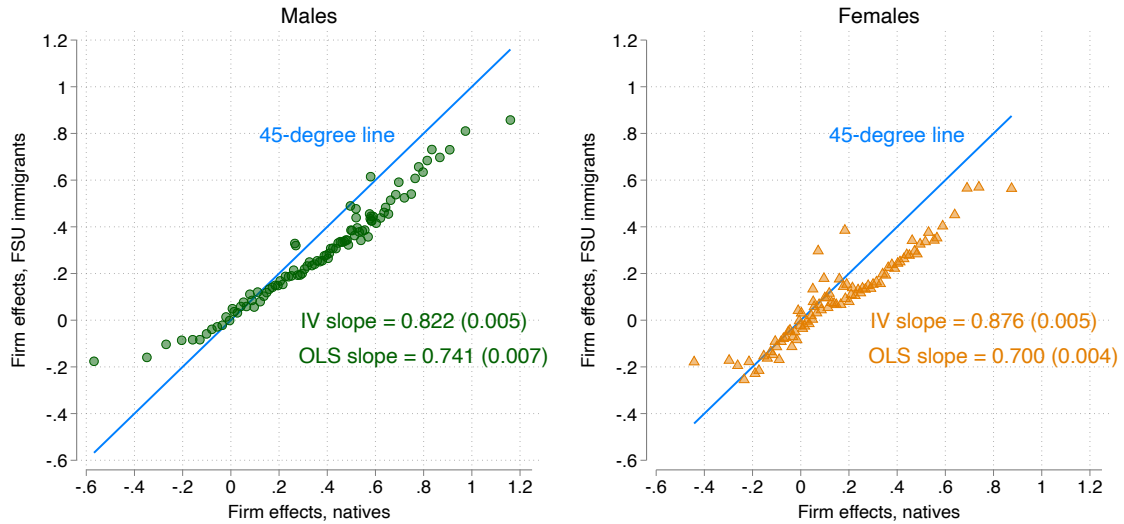 Males
Firm effects, FSU immigrants
1.2
1
.8
.6
.4
.2
0
-.2
-.4
-.6
45-degree line
IV slope = 0.822 (0.005)
OLS slope = 0.741 (0.007)
-.6 -.4 -.2 0 .2 .4 .6 .8 1 1.2
Firm effects, natives
Females
Firm effects, FSU immigrants
1.2
1
.8
.6
.4
.2
0
-.2
-.4
-.6
45-degree line
IV slope = 0.876 (0.005)
OLS slope = 0.700 (0.004)
-.6 -.4 -.2 0 .2 .4 .6 .8 1 1.2
Firm effects, natives